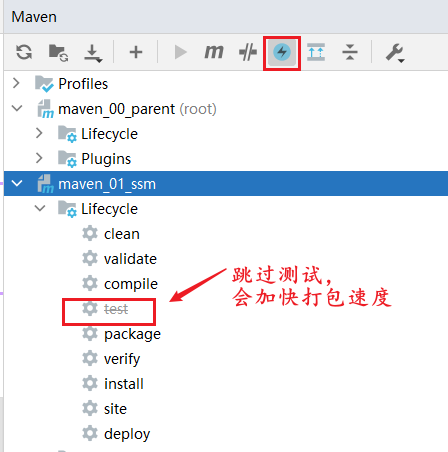 Maven
m
Profiles
maven_00_parent (root)
Lifecycle
Plugins
maven_01_ssm
Lifecycle
clean
validate
compile
test
package
verify
install
site
deploy
跳过测试，
会加快打包速度